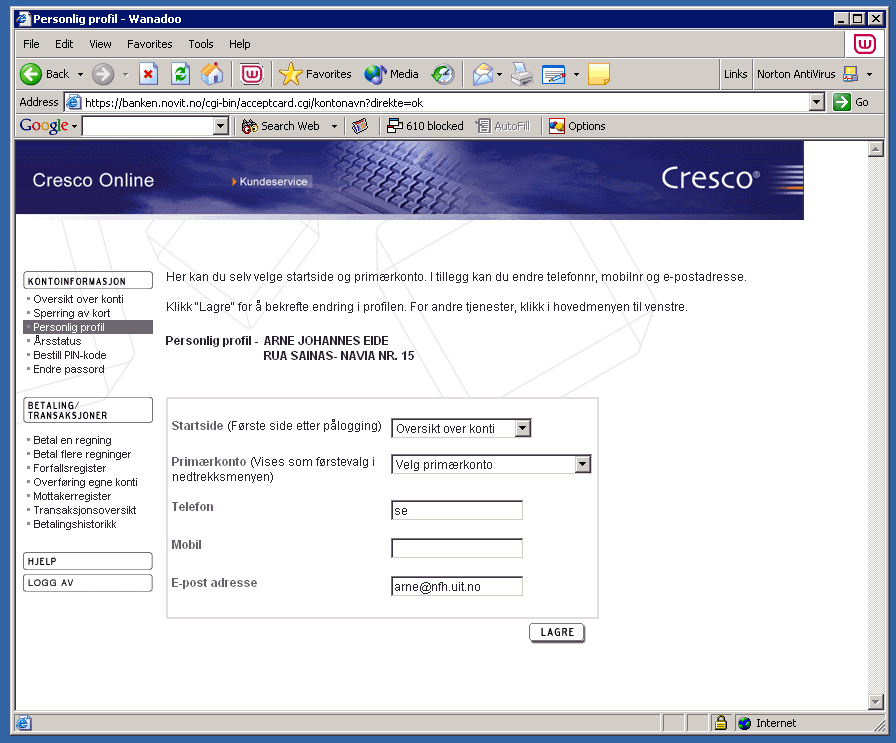 Personlig profil - Wanadoo
File Edit View Favorites Tools Help
Back Favorites Media Links Norton AntiVirus
Address https://banken.novit.no/cgi-bin/acceptcard.cgi/kontonavn?direkte=ok Go
Google Search Web 610 blocked AutoFill Options
Cresco Online Kundeservice Cresco®
KONTOINFORMASJON
Oversikt over konti
Sperring av kort
Personlig profil
Årsstatus
Bestill PIN-kode
Endre passord
BETALING/
TRANSAKSJONER
Betal en regning
Betal flere regninger
Forfallsregister
Overføring egne konti
Mottakerregister
Transaksjonsoversikt
Betalingshistorikk
HJELP
LOGG AV
Her kan du selv velge startside og primærkonto. I tillegg kan du endre telefonnr, mobilnr og e-postadresse.
Klikk "Lagre" for å bekrefte endring i profilen. For andre tjenester, klikk i hovedmenyen til venstre.
Personlig profil - ARNE JOHANNES EIDE
RUA SAINAS- NAVIA NR. 15
Startside (Første side etter pålogging) Oversikt over konti
Primærkonto (Vises som førstevalg i
nedtrekksmenyen) Velg primærkonto
Telefon se
Mobil
E-post adresse arne@nfh.uit.no
LAGRE
Internet